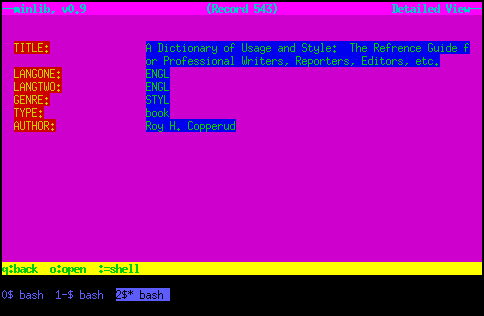 minlib, v0.9 (Record 543) Detailed View
TITLE: A Dictionary of Usage and Style: The Refrence Guide f
or Professional Writers, Reporters, Editors, etc.
LANGONE: ENGL
LANGTWO: ENGL
GENRE: STYL
TYPE: book
AUTHOR: Roy H. Copperud
q:back o:open :=shell
0$ bash 1-$ bash 2$* bash